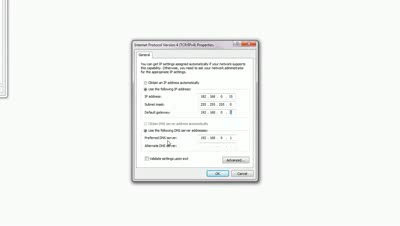 Internet Protocol Version 4 (TCP/IPv4) Properties
General
You can get IP settings assigned automatically if your network supports
this capability. Otherwise, you need to ask your network administrator
for the appropriate IP settings.
Obtain an IP address automatically
Use the following IP address:
IP address: 192 . 168 . 0 .
Subnet mask: 255 . 255 . 255 . 0
Default gateway: 192 . 168 . 0 .
Obtain DNS server address automatically
Use the following DNS server addresses:
Preferred DNS server: 192 . 168 . 0 . 1
Alternate DNS server: . . .
Validate settings upon exit
Advanced...
OK Cancel